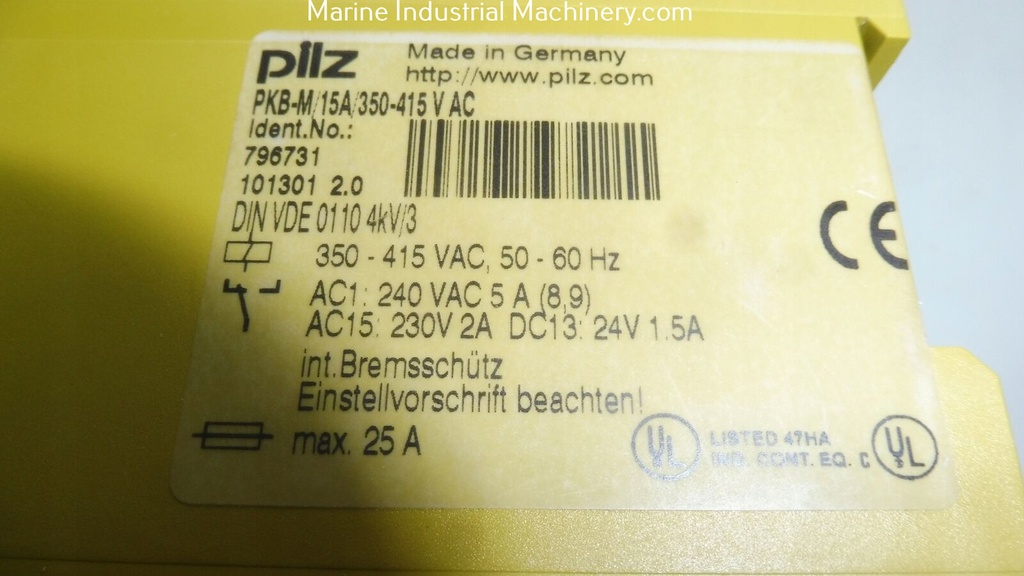 Marine Industrial Machinery.com
pilz
Made in Germany
http://www.pilz.com
PKB-M/15A/350-415 V AC
Ident.No.:
796731
101301 2.0
DIN VDE 0110 4kV/3
350 - 415 VAC, 50 - 60 Hz
AC1: 240 VAC 5 A (8,9)
AC15: 230V 2A DC13: 24V 1.5A
int.Bremsschütz
Einstellvorschrift beachten!
max. 25 A
UL
LISTED 47HA
IND. CONT. EQ.
C UL
CE